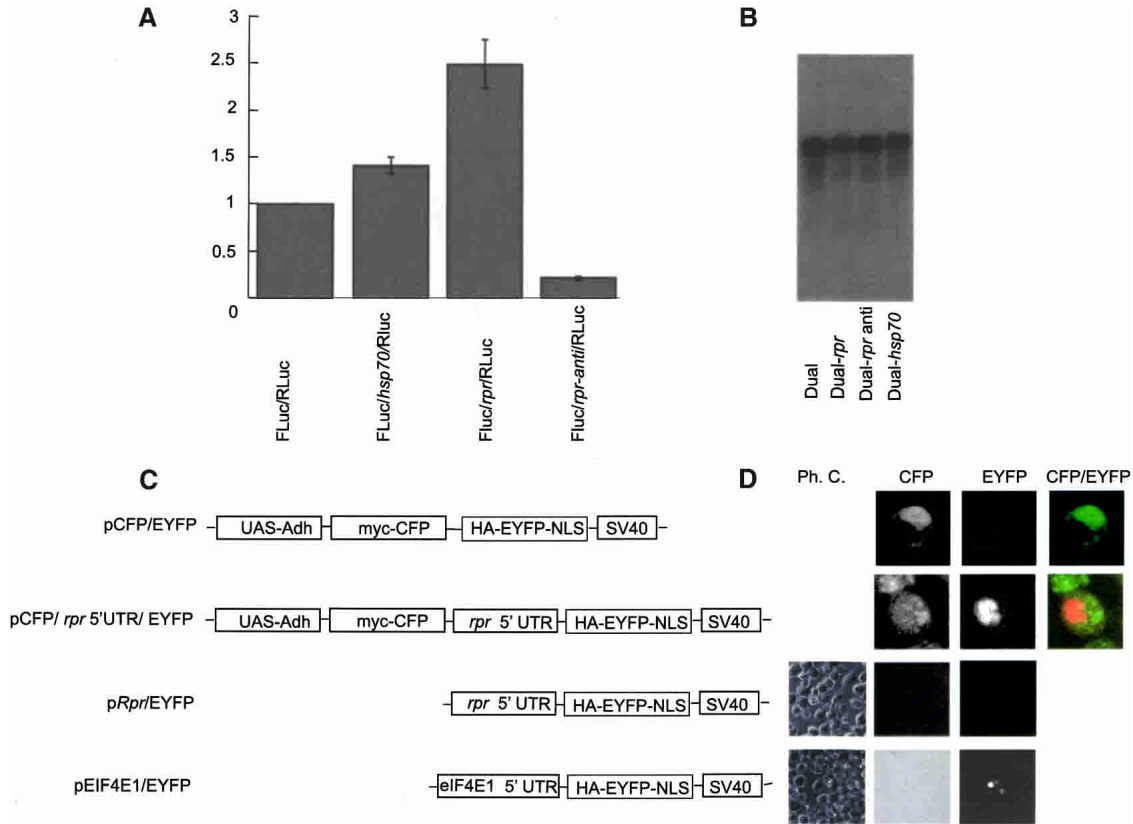 A
B
3
2.5
2
1.5
1
0.5
0
FLuc/RLuc
FLuc/hsp70/Rluc
Fluc/rpr/RLuc
Fluc/rpr-anti/RLuc
Dual
Dual-rpr
Dual-rpr anti
Dual-hsp70
C
D
Ph. C.
CFP
EYFP
CFP/EYFP
pCFP/EYFP
UAS-Adh
myc-CFP
HA-EYFP-NLS
SV40
pCFP/ rpr 5'UTR/ EYFP
UAS-Adh
myc-CFP
rpr 5' UTR
HA-EYFP-NLS
SV40
pRpr/EYFP
rpr 5' UTR
HA-EYFP-NLS
SV40
pEIF4E1/EYFP
eIF4E1 5' UTR
HA-EYFP-NLS
SV40